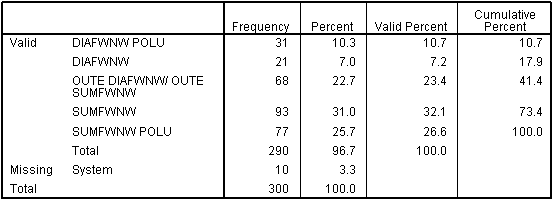 Frequency Percent Valid Percent Cumulative Percent
Valid DIAFWNW POLU 31 10.3 10.7 10.7
DIAFWNW 21 7.0 7.2 17.9
OUTE DIAFWNW/ OUTE SUMFWNW 68 22.7 23.4 41.4
SUMFWNW 93 31.0 32.1 73.4
SUMFWNW POLU 77 25.7 26.6 100.0
Total 290 96.7 100.0
Missing System 10 3.3
Total 300 100.0